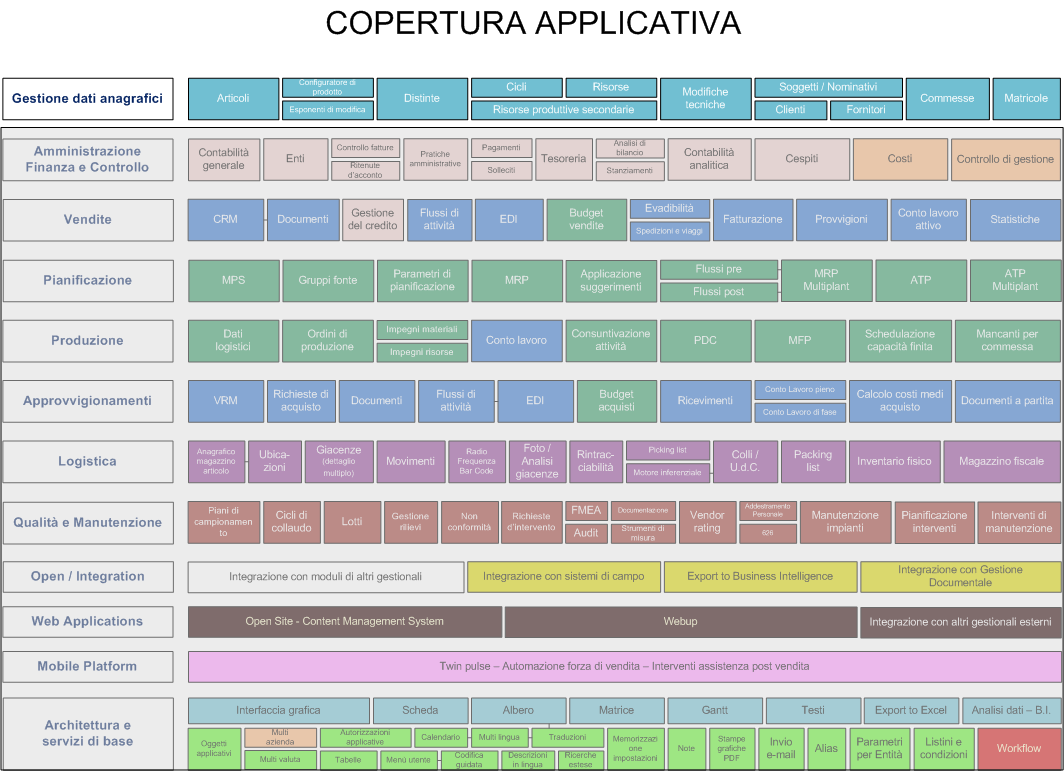 COPERTURA APPLICATIVA
Gestione dati anagrafici
Articoli
Configuratore di
prodotto
Esponenti di modifica
Distinte
Cicli
Risorse
Risorse produttive secondarie
Modifiche
tecniche
Soggetti / Nominativi
Clienti
Fornitori
Commesse
Matricole
Amministrazione
Finanza e Controllo
Contabilità
generale
Enti
Controllo fatture
Ritenute
d'acconto
Pratiche
amministrative
Pagamenti
Solleciti
Tesoreria
Analisi di
bilancio
Stanziamenti
Contabilità
analitica
Cespiti
Costi
Controllo di gestione
Vendite
CRM
Documenti
Gestione
del credito
Flussi di
attività
EDI
Budget
vendite
Evadibilità
Spedizioni e viaggi
Fatturazione
Provvigioni
Conto lavoro
attivo
Statistiche
Pianificazione
MPS
Gruppi fonte
Parametri di
pianificazione
MRP
Applicazione
suggerimenti
Flussi pre
Flussi post
MRP
Multiplant
ATP
ATP
Multiplant
Produzione
Dati
logistici
Ordini di
produzione
Impegni materiali
Impegni risorse
Conto lavoro
Consuntivazione
attività
PDC
MFP
Schedulazione
capacità finita
Mancanti per
commessa
Approvvigionamenti
VRM
Richieste di
acquisto
Documenti
Flussi di
attività
EDI
Budget
acquisti
Ricevimenti
Conto Lavoro pieno
Conto Lavoro di fase
Calcolo costi medi
acquisto
Documenti a partita
Logistica
Anagrafico
magazzino
articolo
Ubica-
zioni
Giacenze
(dettaglio
multiplo)
Movimenti
Radio
Frequenza
Bar Code
Foto /
Analisi
giacenze
Rintrac-
ciabilità
Picking list
Motore inferenziale
Colli /
U.d.C.
Packing
list
Inventario fisico
Magazzino fiscale
Qualità e Manutenzione
Piani di
campionamen
to
Cicli di
collaudo
Lotti
Gestione
rilievi
Non
conformità
Richieste
d'intervento
FMEA
Audit
Documentazione
Strumenti di
misura
Vendor
rating
Addestramento
Personale
626
Manutenzione
impianti
Pianificazione
interventi
Interventi di
manutenzione
Open / Integration
Integrazione con moduli di altri gestionali
Integrazione con sistemi di campo
Export to Business Intelligence
Integrazione con Gestione
Documentale
Web Applications
Open Site - Content Management System
Webup
Integrazione con altri gestionali esterni
Mobile Platform
Twin pulse – Automazione forza di vendita – Interventi assistenza post vendita
Architettura e
servizi di base
Interfaccia grafica
Scheda
Albero
Matrice
Gantt
Testi
Export to Excel
Analisi dati – B.I.
Oggetti
applicativi
Multi
azienda
Multi valuta
Autorizzazioni
applicative
Tabelle
Calendario
Menù utente
Multi lingua
Codifica
guidata
Traduzioni
Descrizioni
in lingua
Ricerche
estese
Memorizzazi
one
impostazioni
Note
Stampe
grafiche
PDF
Invio
e-mail
Alias
Parametri
per Entità
Listini e
condizioni
Workflow